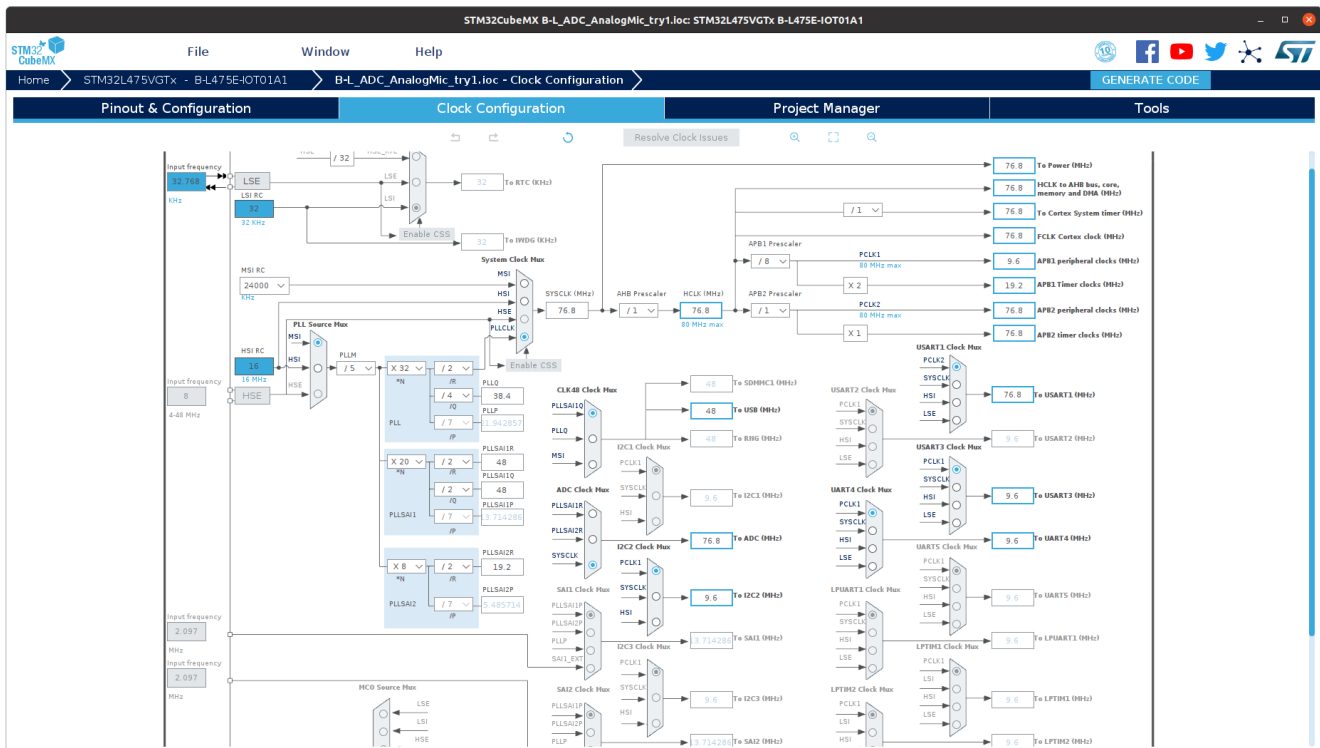 STM32CubeMX B-L_ADC_AnalogMic_try1.ioc: STM32L475VGTx B-L475E-IOT01A1
STM32
CubeMX
File
Window
Help
Home
STM32L475VGTx - B-L475E-IOT01A1
B-L_ADC_AnalogMic_try1.ioc - Clock Configuration
GENERATE CODE
Pinout & Configuration
Clock Configuration
Project Manager
Tools
Resolve Clock Issues
/ 32
Input frequency
32.768
KHz
LSE
LSI RC
32
32 KHz
LSE
LSI
Enable CSS
32
To RTC (KHz)
32
To IWDG (KHz)
MSI RC
24000
KHz
HSI RC
16
16 MHz
Input frequency
8
4-48 MHz
HSE
PLL Source Mux
MSI
HSI
HSE
PLLM
/ 5
System Clock Mux
MSI
HSI
HSE
PLLCLK
Enable CSS
SYSCLK (MHz)
76.8
AHB Prescaler
/ 1
HCLK (MHz)
76.8
80 MHz max
APB1 Prescaler
/ 8
APB2 Prescaler
/ 1
/ 1
PCLK1
80 MHz max
X 2
PCLK2
80 MHz max
X 1
76.8
To Power (MHz)
76.8
HCLK to AHB bus, core,
memory and DMA (MHz)
76.8
To Cortex System timer (MHz)
76.8
FCLK Cortex clock (MHz)
9.6
APB1 peripheral clocks (MHz)
19.2
APB1 Timer clocks (MHz)
76.8
APB2 peripheral clocks (MHz)
76.8
APB2 timer clocks (MHz)
X 32
*N
/ 2
/R
/ 4
/Q
/ 7
/P
PLL
PLLQ
38.4
PLLP
X 20
*N
/ 2
/R
/ 2
/Q
/ 7
/P
PLLSAI1
PLLSAI1R
48
PLLSAI1Q
48
PLLSAI1P
X 8
*N
/ 2
/R
/ 7
/P
PLLSAI2
PLLSAI2R
19.2
PLLSAI2P
CLK48 Clock Mux
PLLSAI1Q
PLLQ
MSI
48
To SDMMC1 (MHz)
48
To USB (MHz)
48
To RNG (MHz)
ADC Clock Mux
PLLSAI1R
PLLSAI2R
SYSCLK
76.8
To ADC (MHz)
I2C1 Clock Mux
PCLK1
SYSCLK
HSI
9.6
To I2C1 (MHz)
I2C2 Clock Mux
PCLK1
SYSCLK
HSI
9.6
To I2C2 (MHz)
SAI1 Clock Mux
PLLSAI1P
PLLSAI2P
PLLP
SAI1_EXT
To SAI1 (MHz)
I2C3 Clock Mux
PCLK1
SYSCLK
HSI
9.6
To I2C3 (MHz)
SAI2 Clock Mux
PLLSAI1P
PLLSAI2P
PLLP
To SAI2 (MHz)
USART1 Clock Mux
PCLK2
SYSCLK
HSI
LSE
76.8
To USART1 (MHz)
USART2 Clock Mux
PCLK1
SYSCLK
HSI
LSE
9.6
To USART2 (MHz)
USART3 Clock Mux
PCLK1
SYSCLK
HSI
LSE
9.6
To USART3 (MHz)
UART4 Clock Mux
PCLK1
SYSCLK
HSI
LSE
9.6
To UART4 (MHz)
UART5 Clock Mux
PCLK1
SYSCLK
HSI
LSE
9.6
To UART5 (MHz)
LPUART1 Clock Mux
PCLK1
SYSCLK
HSI
LSE
9.6
To LPUART1 (MHz)
LPTIM1 Clock Mux
PCLK1
LSI
HSI
LSE
9.6
To LPTIM1 (MHz)
LPTIM2 Clock Mux
PCLK1
LSI
HSI
9.6
To LPTIM2 (MHz)
Input frequency
2.097
MHz
Input frequency
2.097
MHz
MCO Source Mux
LSE
LSI
HSE